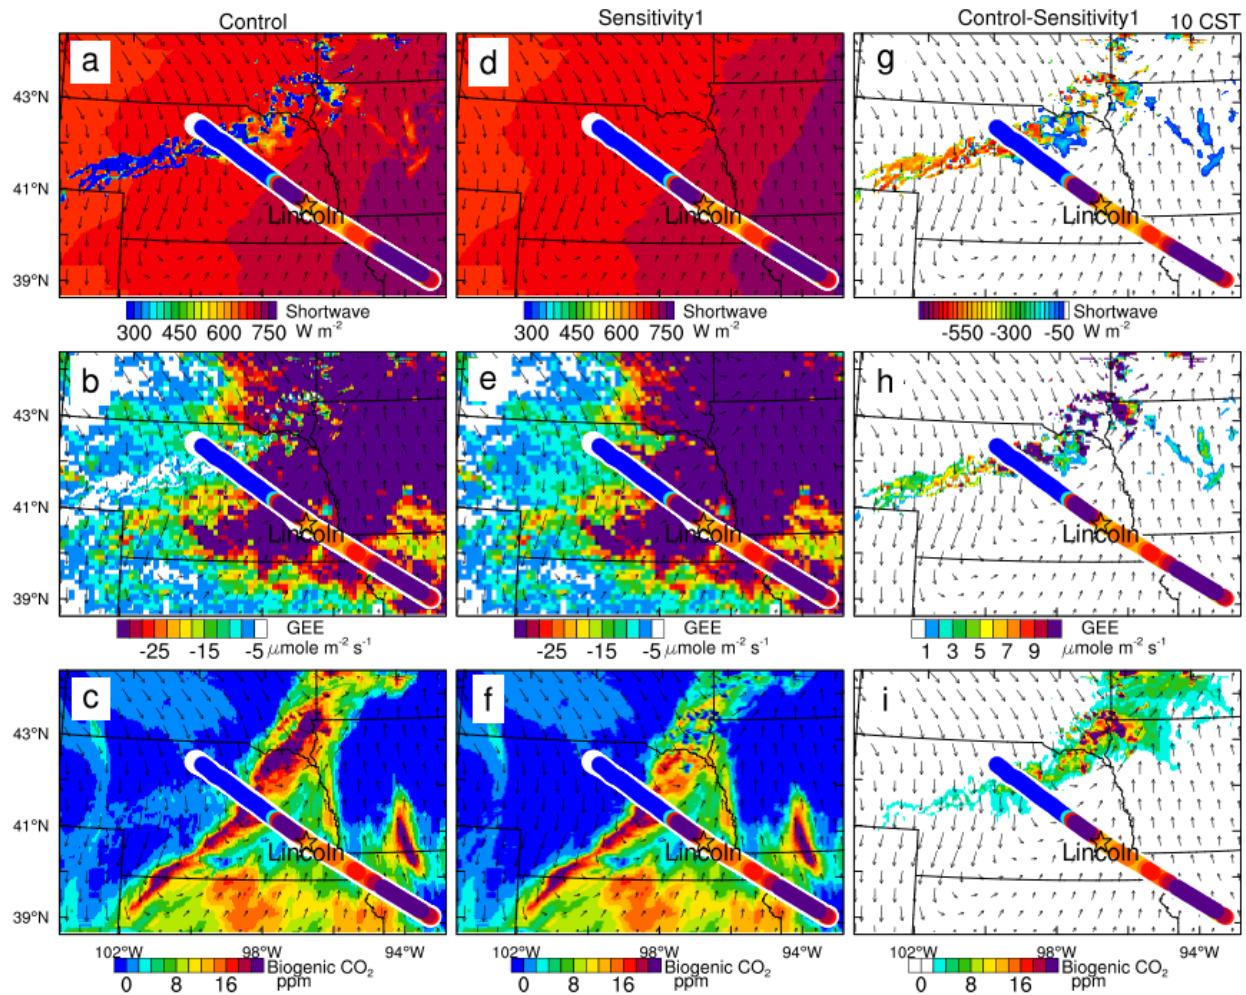 Control Sensitivity1 Control-Sensitivity1 10 CST
a d g
43°N
41°N
Lincoln Lincoln Lincoln
39°N
300 450 600 750 Shortwave W m-2 300 450 600 750 Shortwave W m-2 -550 -300 -50 Shortwave W m-2
b e h
43°N
41°N
Lincoln Lincoln Lincoln
39°N
-25 -15 -5 GEE μmole m-2 s-1 -25 -15 -5 GEE μmole m-2 s-1 1 3 5 7 9 GEE μmole m-2 s-1
c f i
43°N
41°N
Lincoln Lincoln Lincoln
39°N
102°W 98°W 94°W 102°W 98°W 94°W 102°W 98°W 94°W
0 8 16 Biogenic CO2 ppm 0 8 16 Biogenic CO2 ppm 0 8 16 Biogenic CO2 ppm